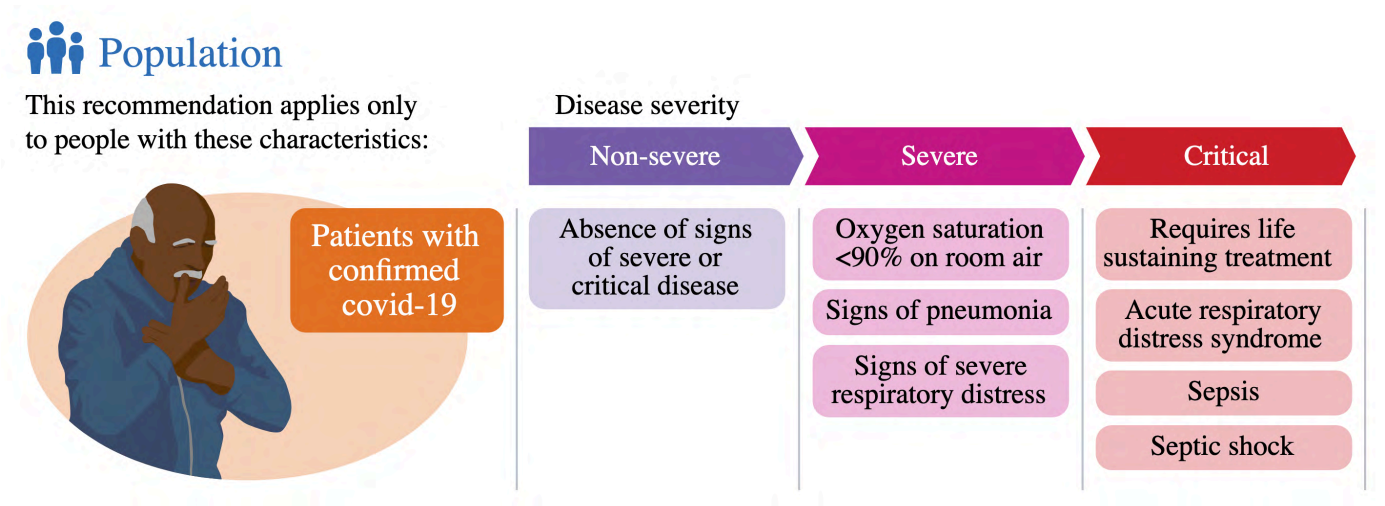 Population
This recommendation applies only
to people with these characteristics:
Patients with
confirmed
covid-19
Disease severity
Non-severe
Severe
Critical
Absence of signs
of severe or
critical disease
Oxygen saturation
<90% on room air
Signs of pneumonia
Signs of severe
respiratory distress
Requires life
sustaining treatment
Acute respiratory
distress syndrome
Sepsis
Septic shock